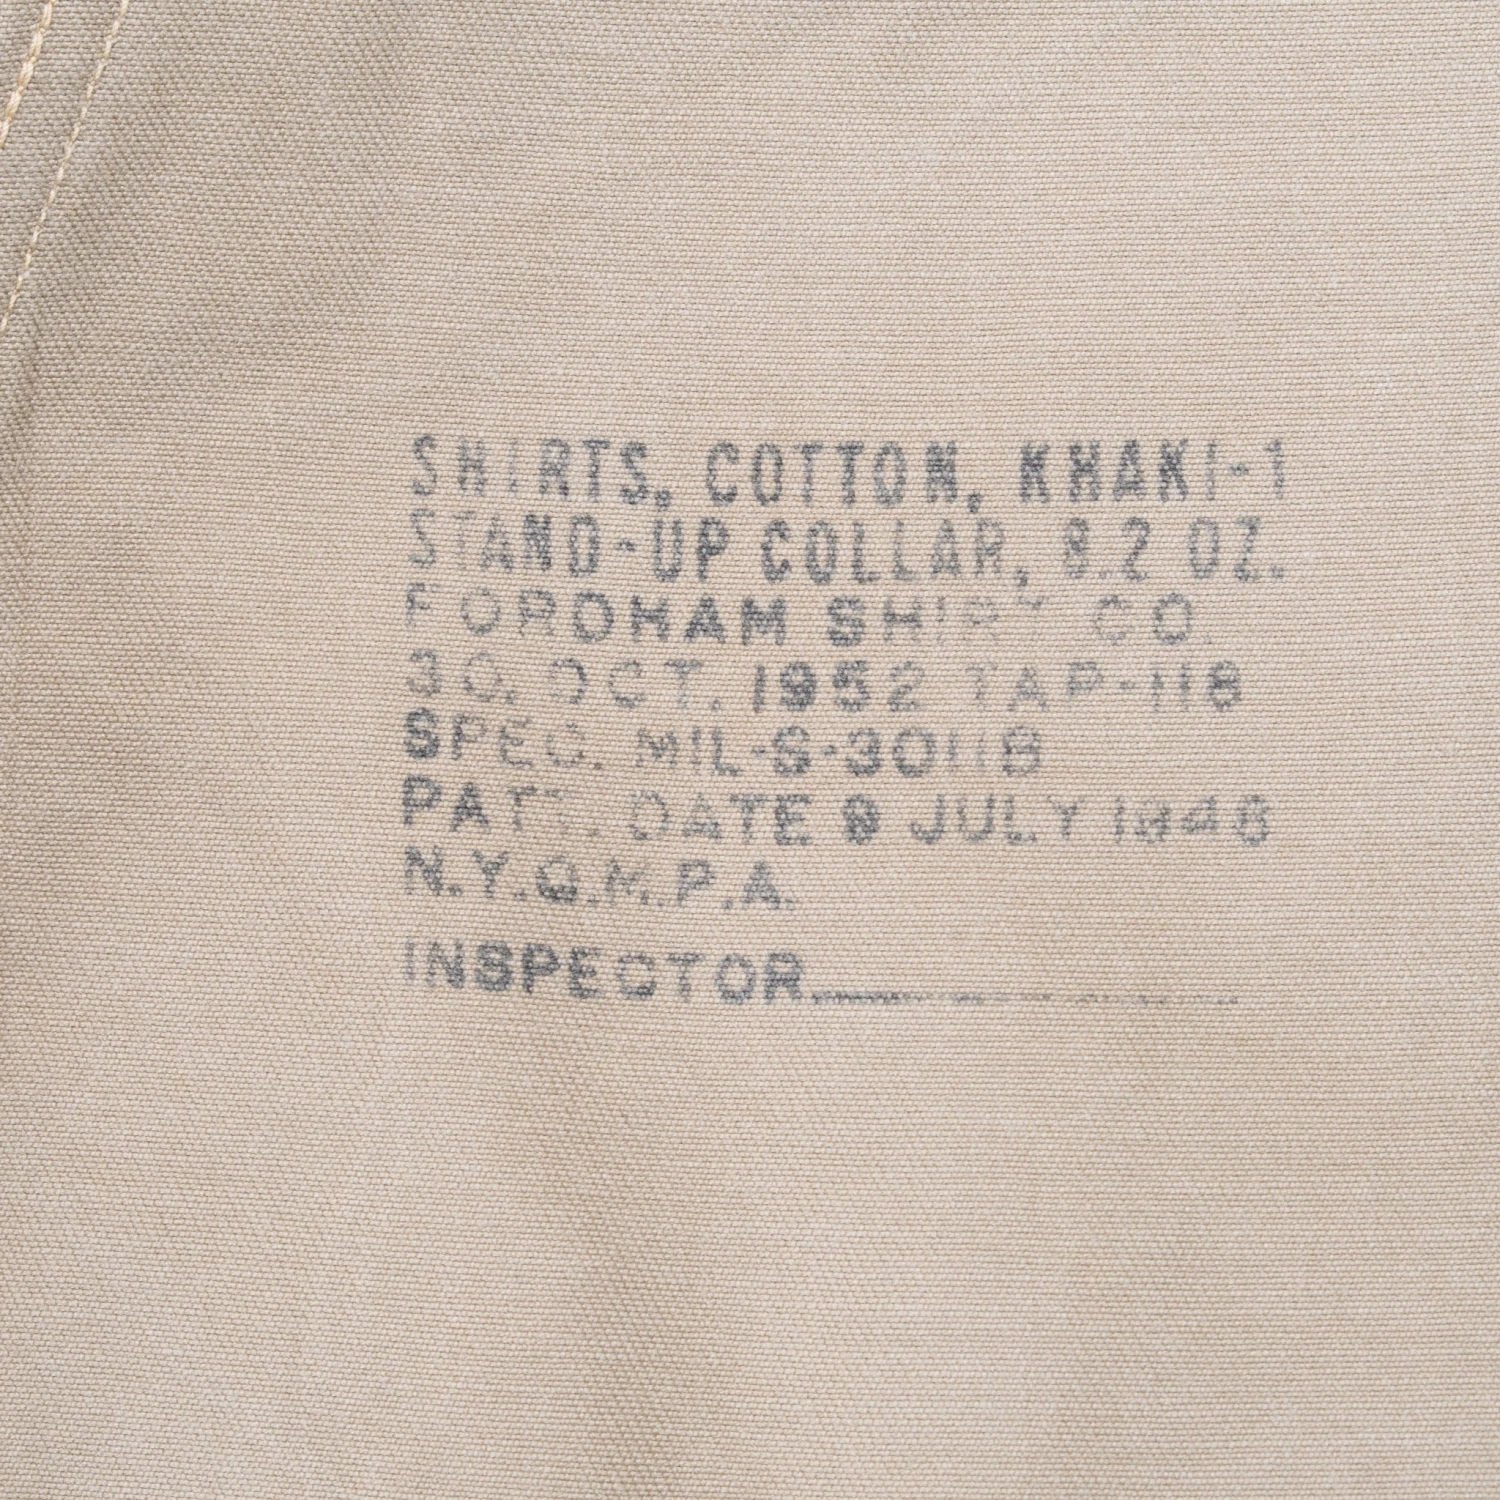 SHIRTS, COTTON, KHAKI-1
STAND-UP COLLAR, 8.2 OZ.
FORDHAM SHIRT CO.
30. OCT. 1952 TAP-118
SPEC. MIL-S-3011B
PATT. DATE 9 JULY 1946
N.Y.Q.M.P.A.
INSPECTOR